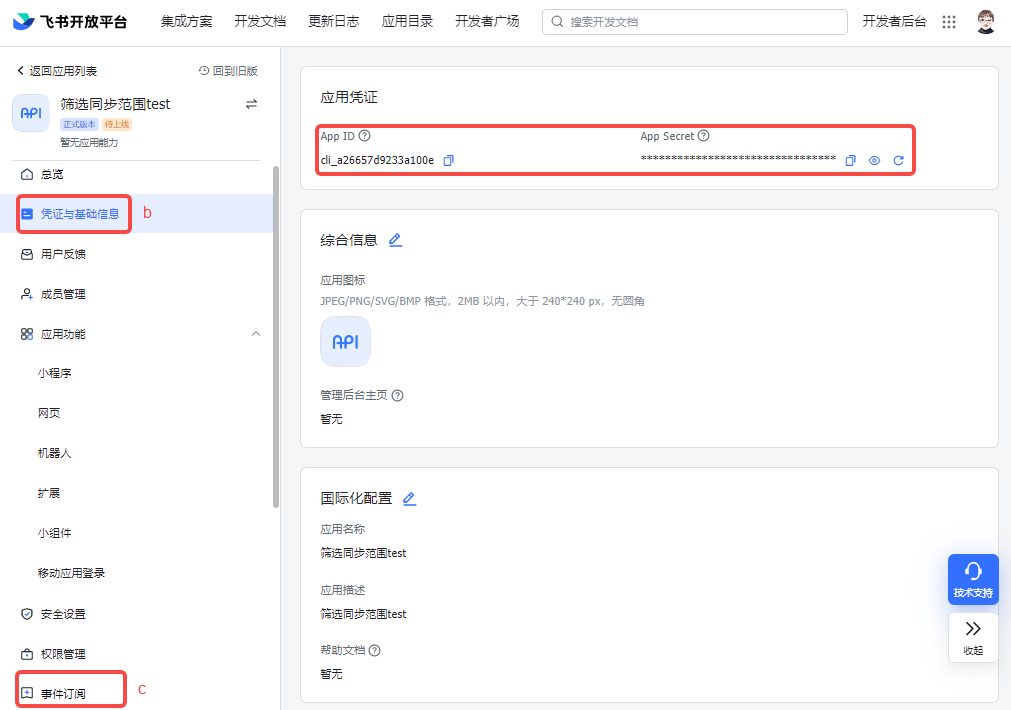 飞书开放平台 集成方案 开发文档 更新日志 应用目录 开发者广场 搜索开发文档 开发者后台
返回应用列表 回到旧版
API 筛选同步范围test
正式版本 待上线
暂无应用能力
总览
凭证与基础信息 b
用户反馈
成员管理
应用功能
小程序
网页
机器人
扩展
小组件
移动应用登录
安全设置
权限管理
事件订阅 c
应用凭证
App ID App Secret
cli_a26657d9233a100e ********************************
综合信息
应用图标
JPEG/PNG/SVG/BMP 格式，2MB 以内，大于 240*240 px，无圆角
API
管理后台主页
暂无
国际化配置
应用名称
筛选同步范围test
应用描述
筛选同步范围test
帮助文档
暂无
技术支持
收起